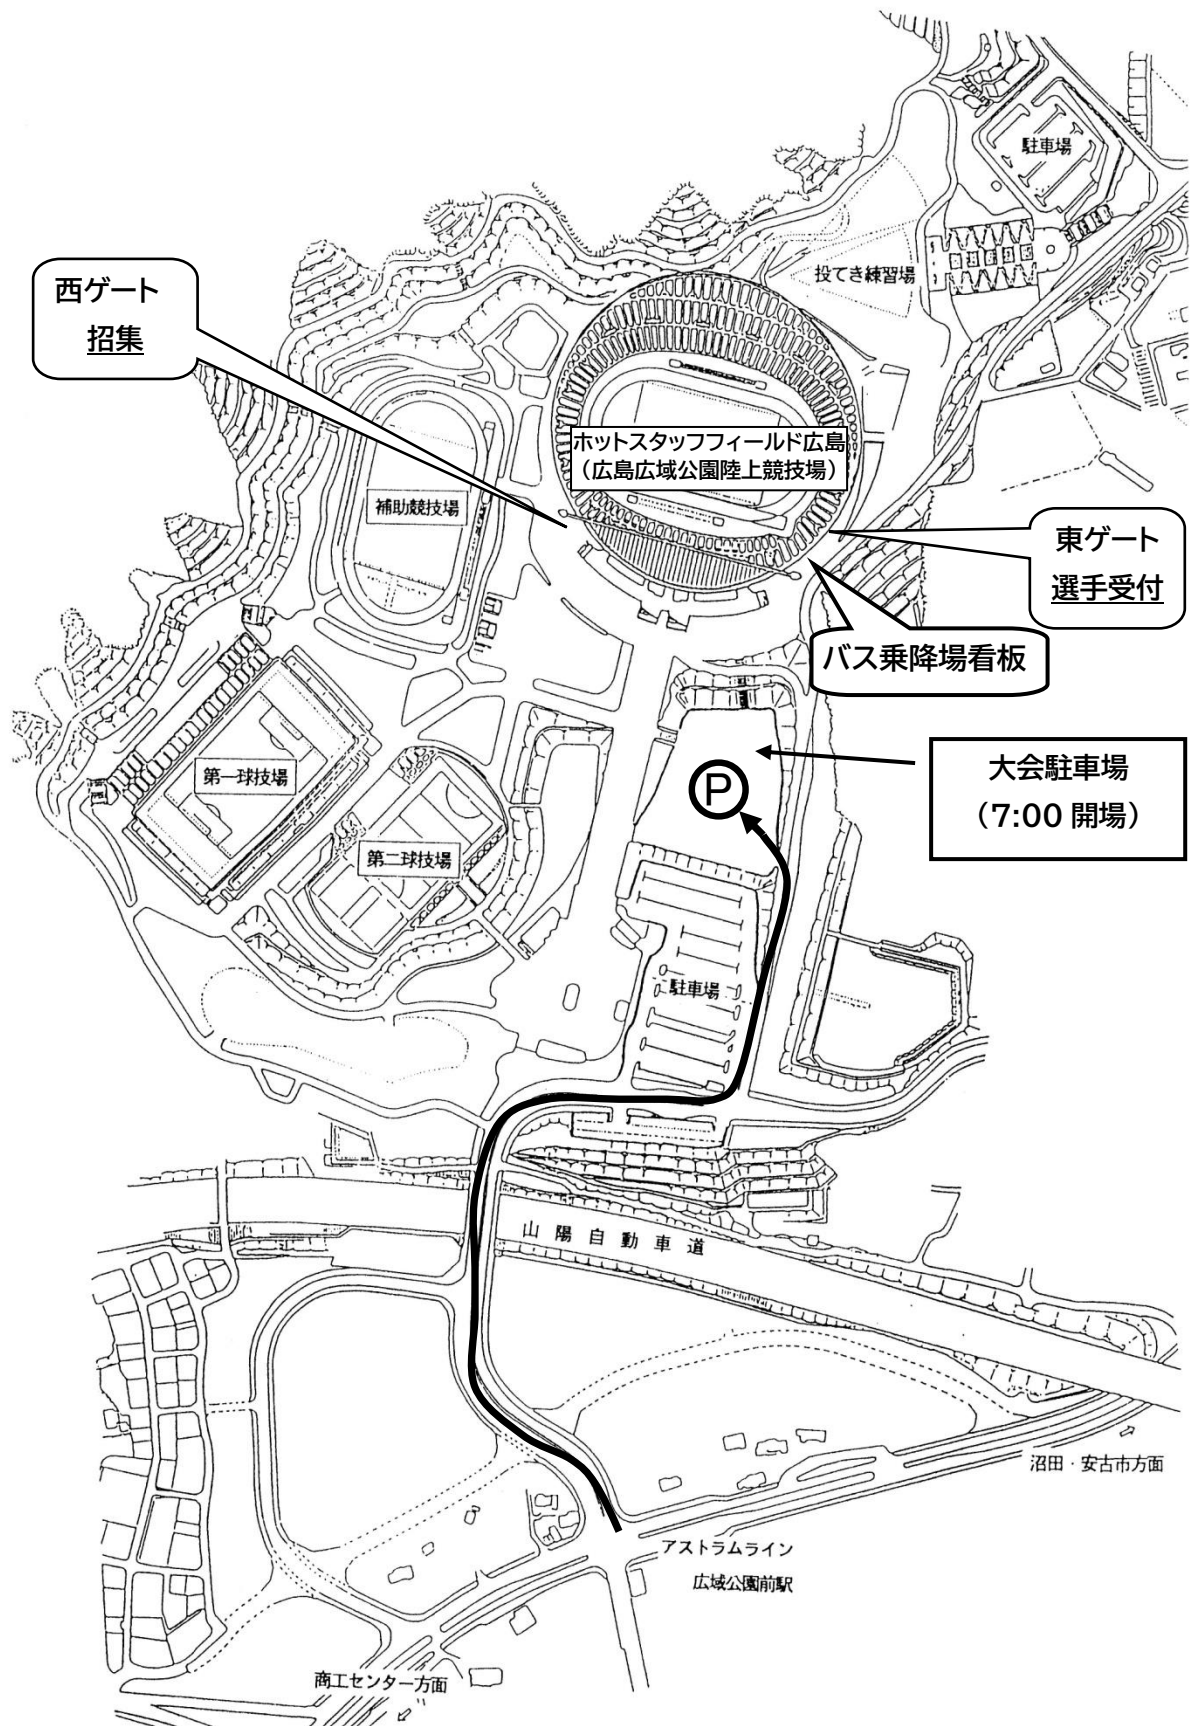 駐車場
投てき練習場
西ゲート
招集
ホットスタッフフィールド広島
（広島広域公園陸上競技場）
補助競技場
東ゲート
選手受付
バス乗降場看板
大会駐車場
（7:00 開場）
P
第一球技場
第二球技場
駐車場
山陽自動車道
沼田・安古市方面
アストラムライン
広域公園前駅
商工センター方面